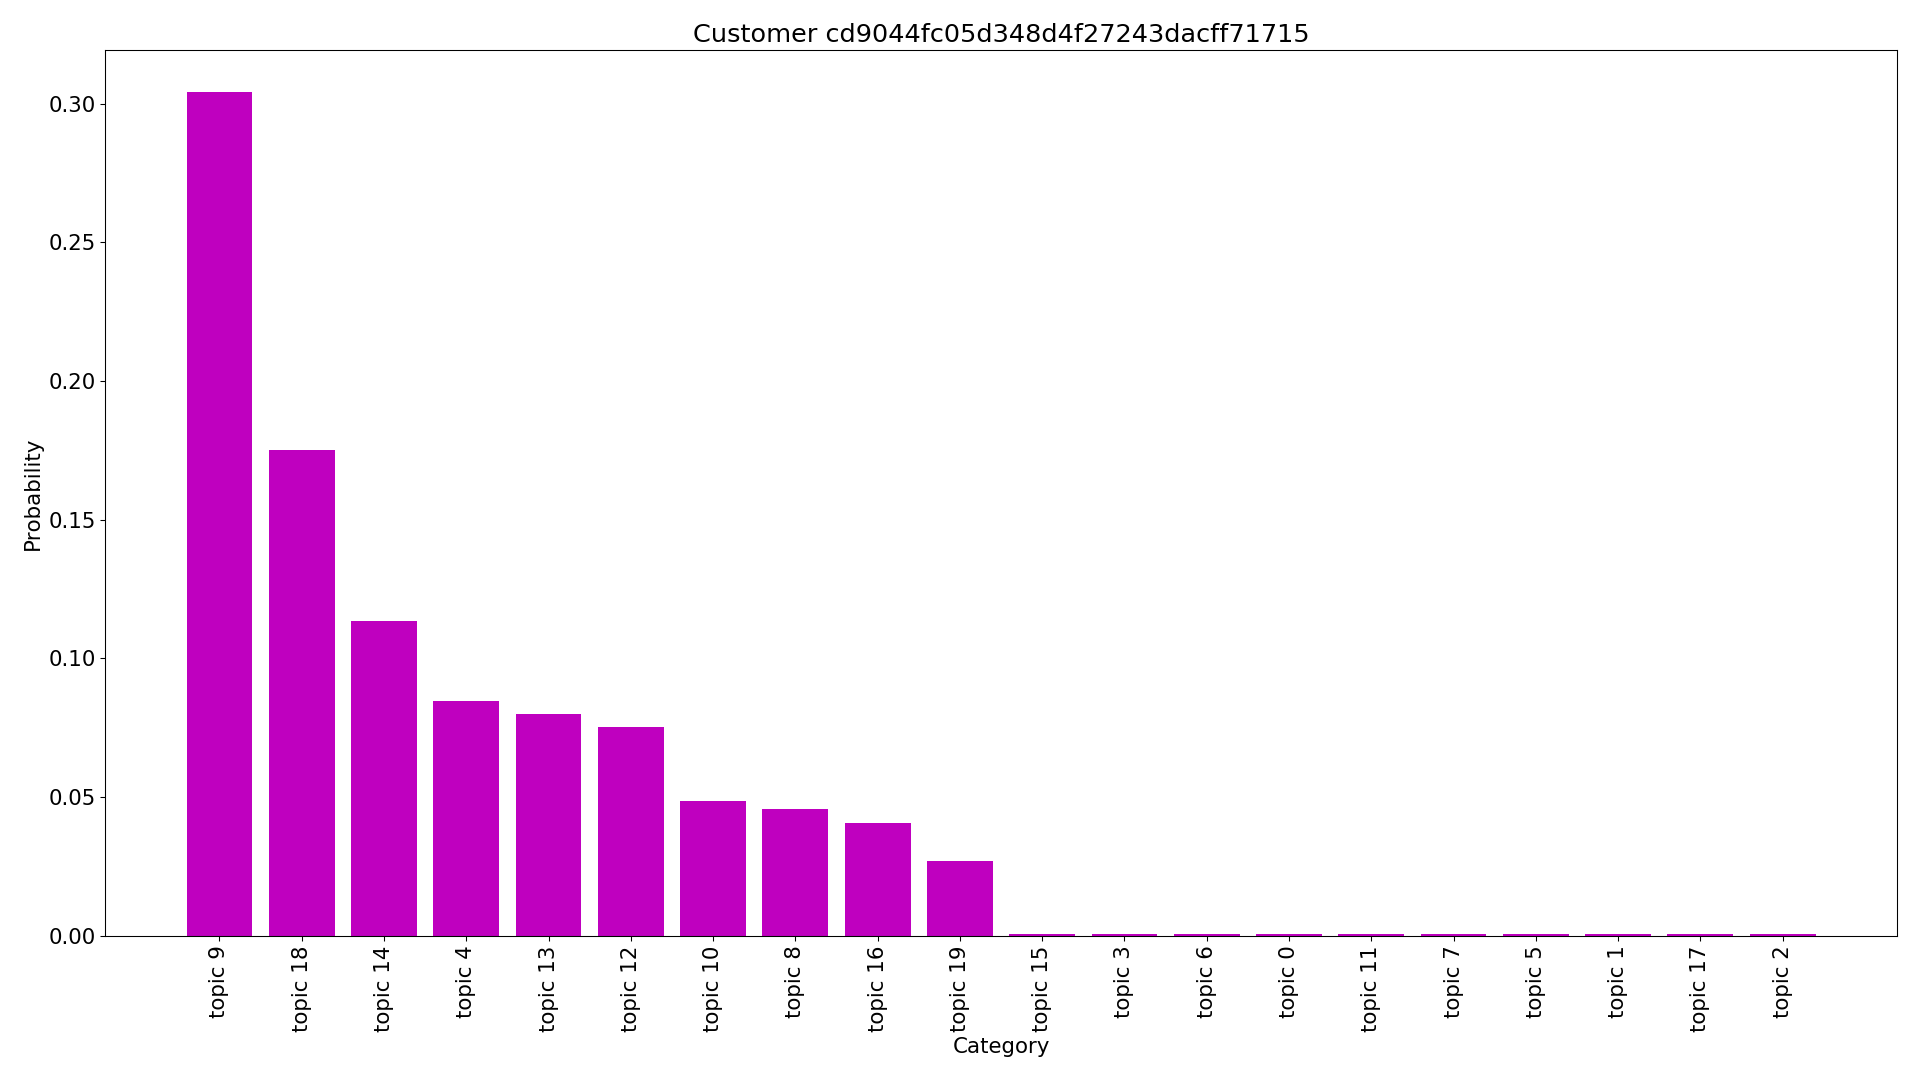 Customer cd9044fc05d348d4f27243dacff71715
Probability
0.30
0.25
0.20
0.15
0.10
0.05
0.00
topic 9
topic 18
topic 14
topic 4
topic 13
topic 12
topic 10
topic 8
topic 16
topic 19
topic 15
topic 3
topic 6
topic 0
topic 11
topic 7
topic 5
topic 1
topic 17
topic 2
Category